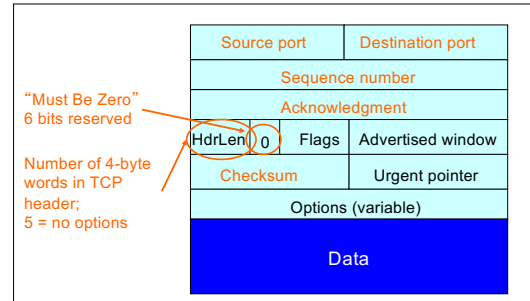 Source port
Destination port
Sequence number
“Must Be Zero”
6 bits reserved
Acknowledgment
HdrLen
0
Flags
Advertised window
Number of 4-byte
words in TCP
header;
5 = no options
Checksum
Urgent pointer
Options (variable)
Data